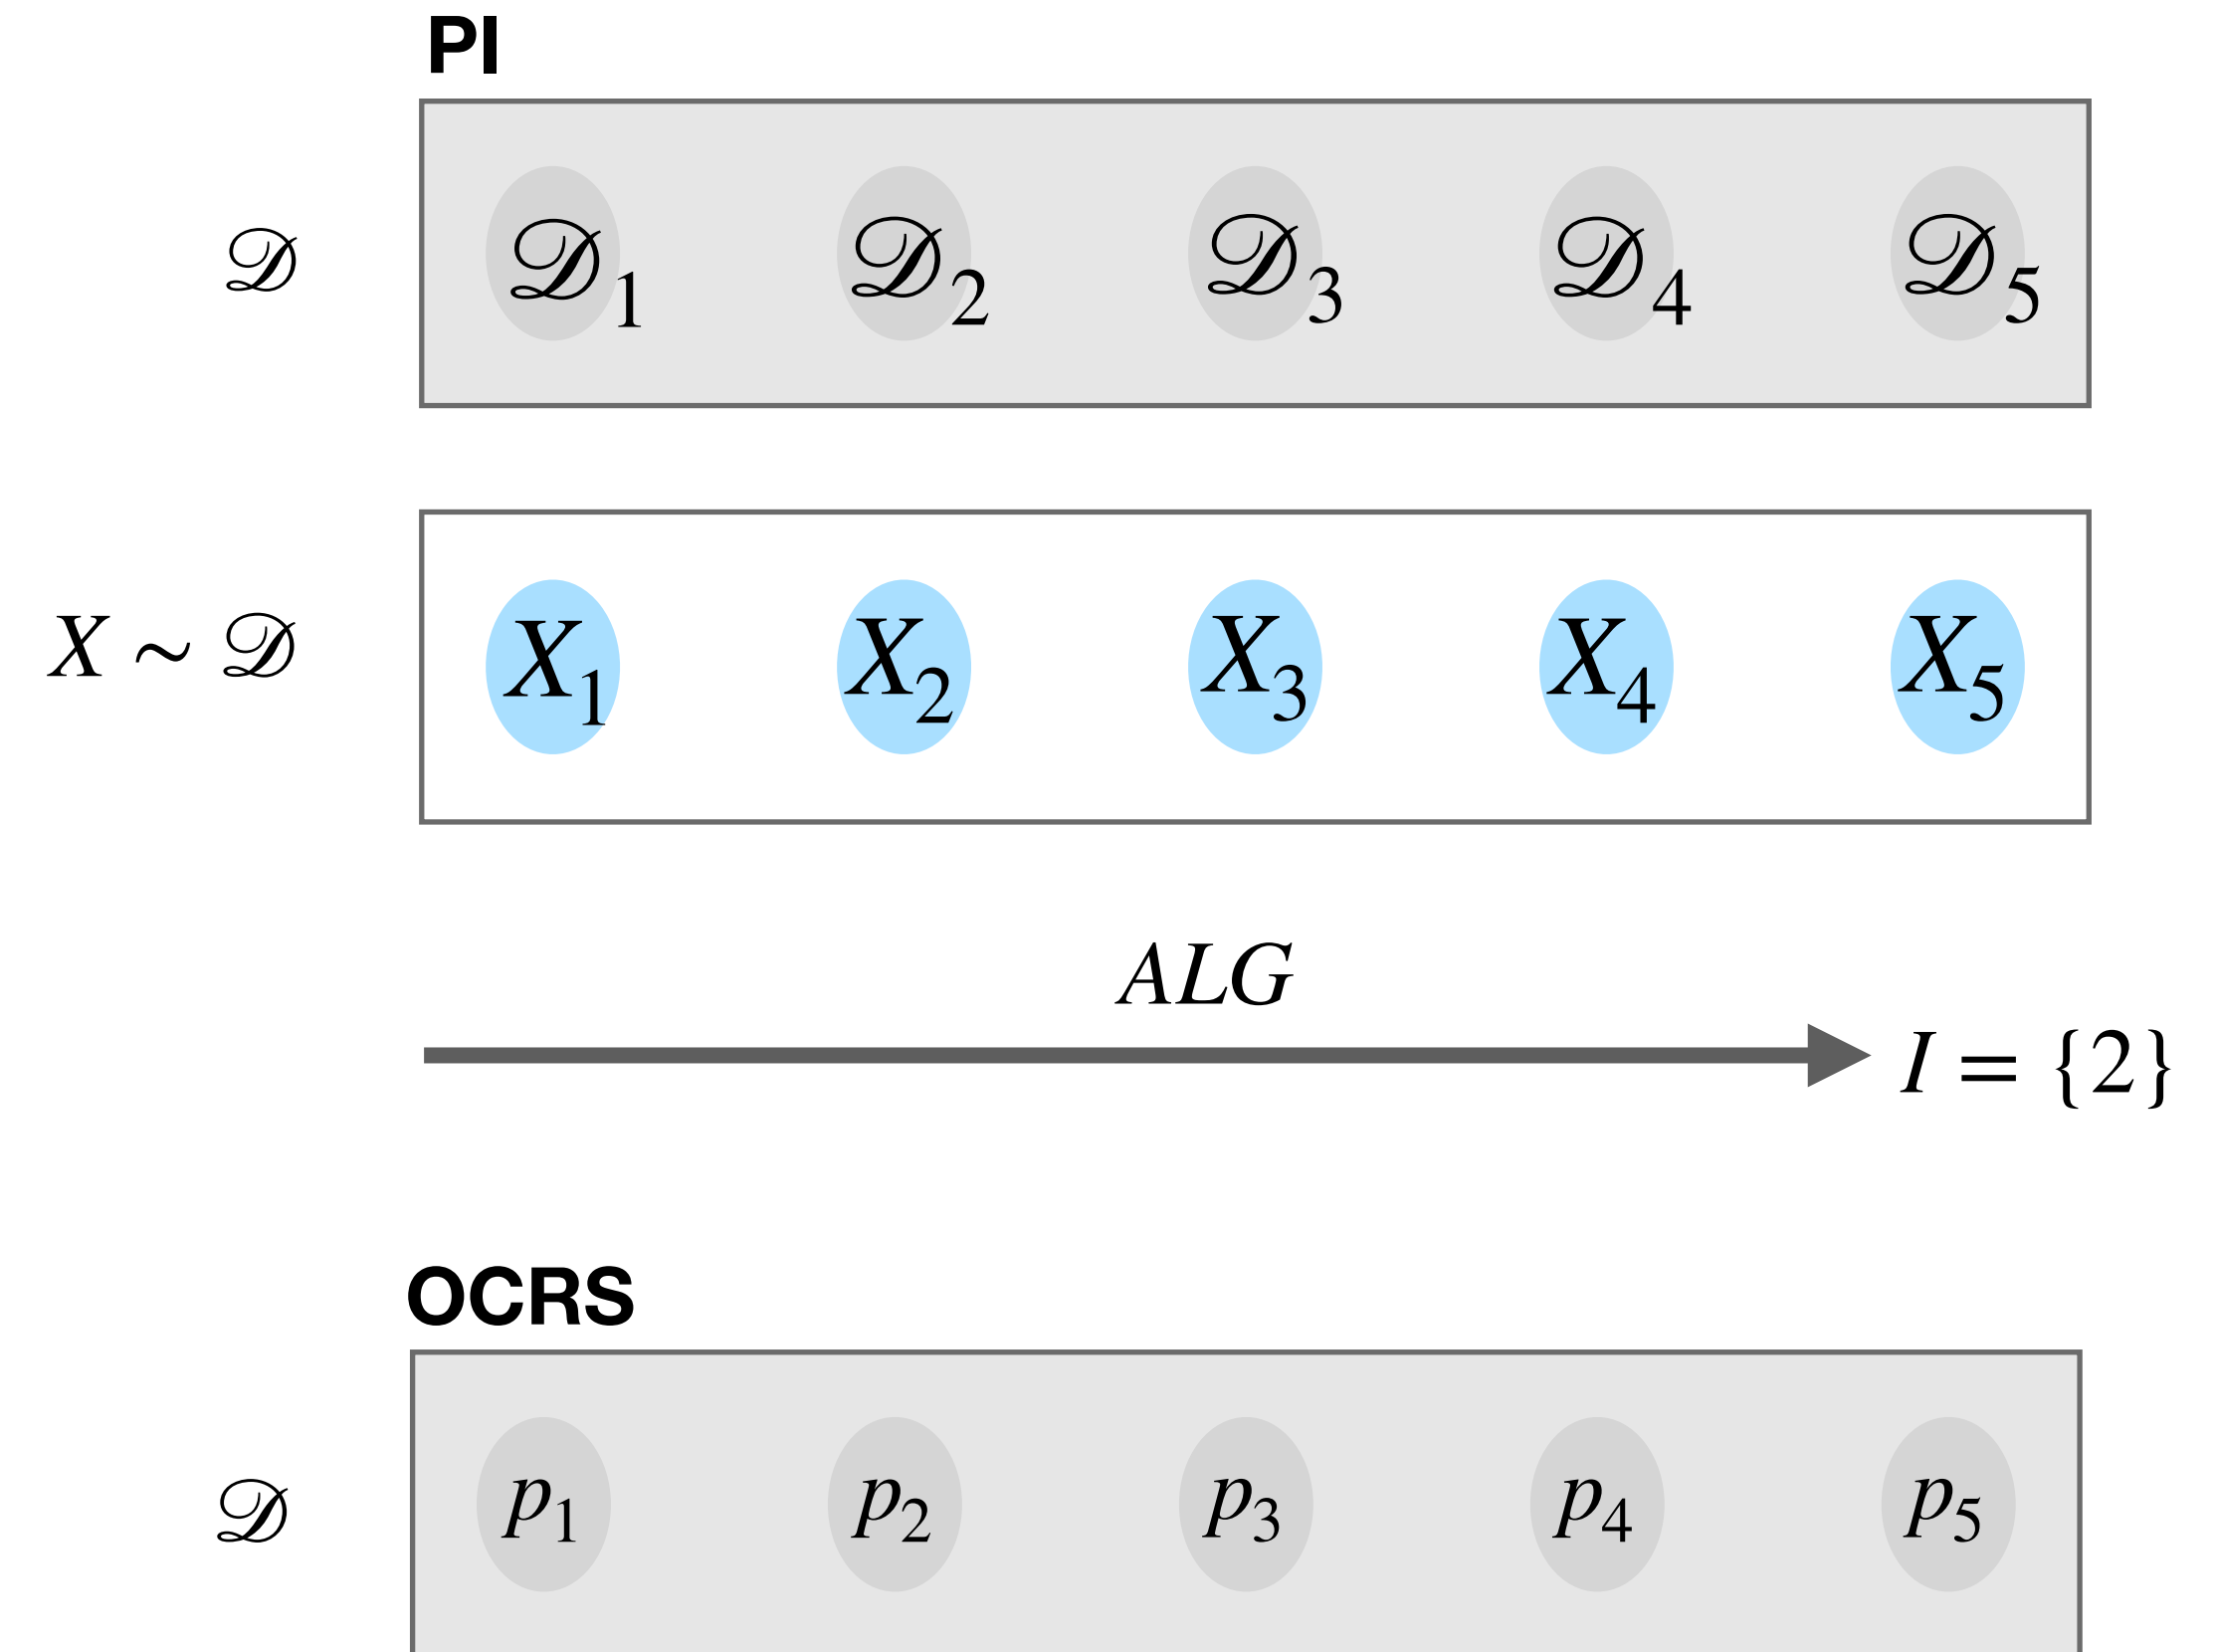 PI
𝒟 𝒟1 𝒟2 𝒟3 𝒟4 𝒟5
X ~ 𝒟 X1 X2 X3 X4 X5
ALG
I = {2}
OCRS
𝒟 p1 p2 p3 p4 p5